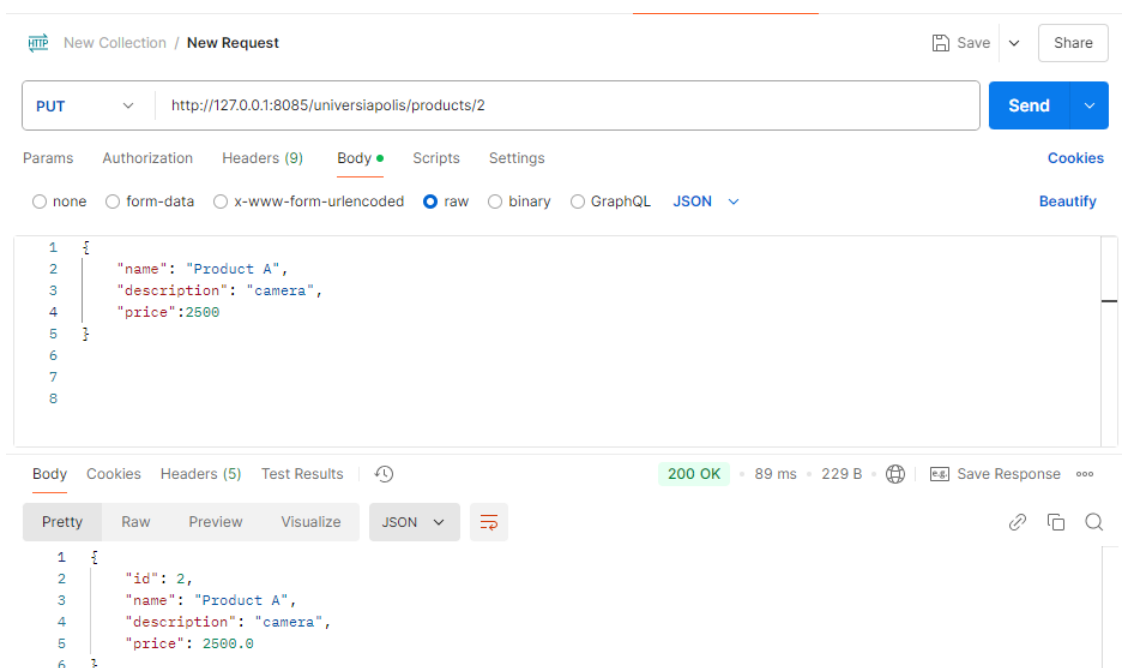 HTTP New Collection / New Request Save Share
PUT http://127.0.0.1:8085/universiapolis/products/2 Send
Params Authorization Headers (9) Body Scripts Settings Cookies
none form-data x-www-form-urlencoded raw binary GraphQL JSON Beautify
1 {
2 "name": "Product A",
3 "description": "camera",
4 "price":2500
5 }
6
7
8
Body Cookies Headers (5) Test Results 200 OK 89 ms 229 B e.g. Save Response
Pretty Raw Preview Visualize JSON
1 {
2 "id": 2,
3 "name": "Product A",
4 "description": "camera",
5 "price": 2500.0
6 }